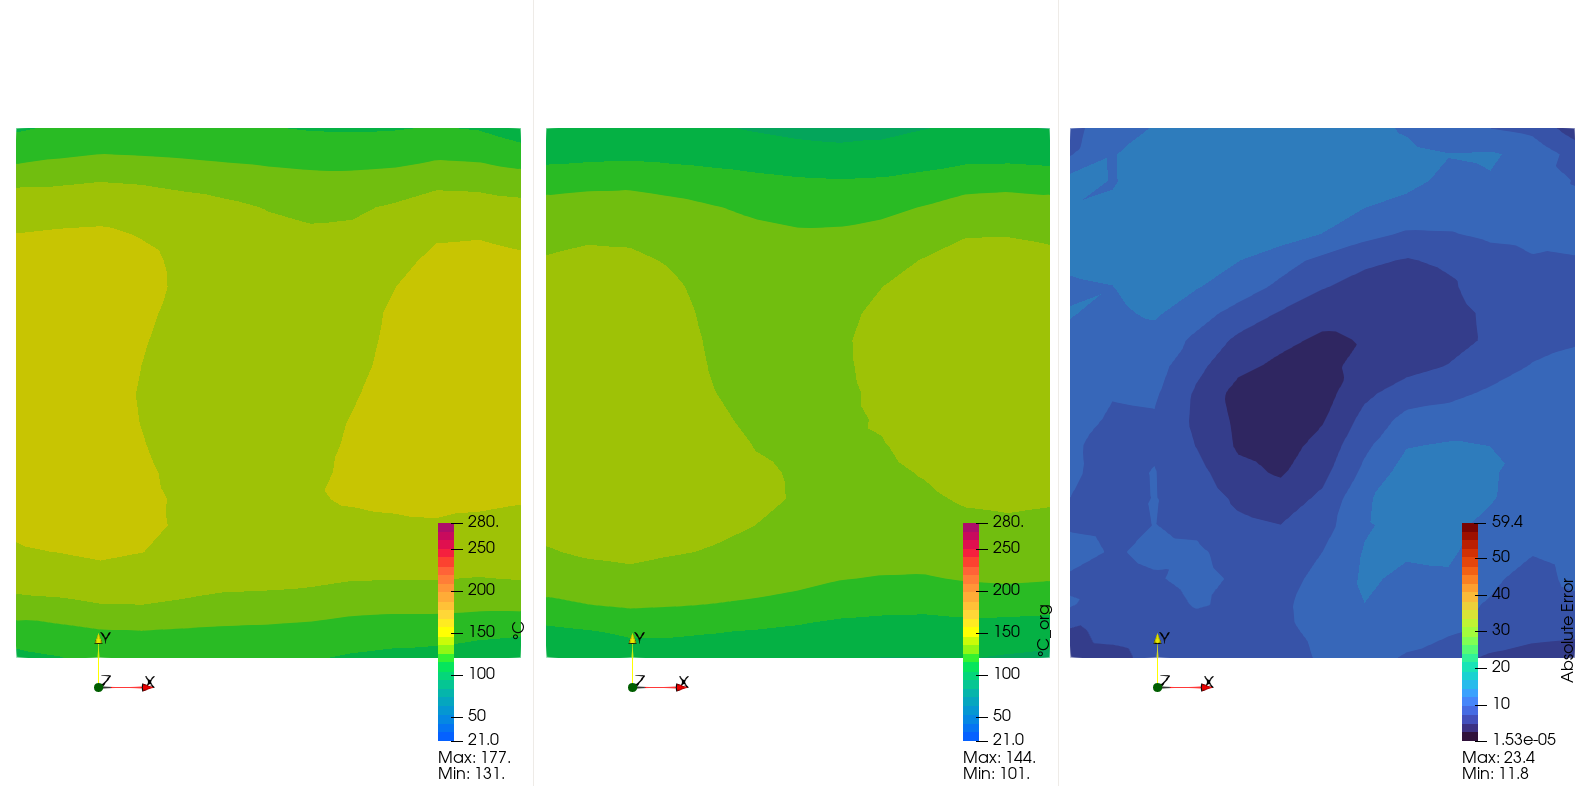 280.
250
200
150
100
50
21.0
°C
Max: 177.
Min: 131.
Y
Z
X
280.
250
200
150
100
50
21.0
°C_org
Max: 144.
Min: 101.
Y
Z
X
59.4
50
40
30
20
10
1.53e-05
Absolute Error
Max: 23.4
Min: 11.8
Y
Z
X